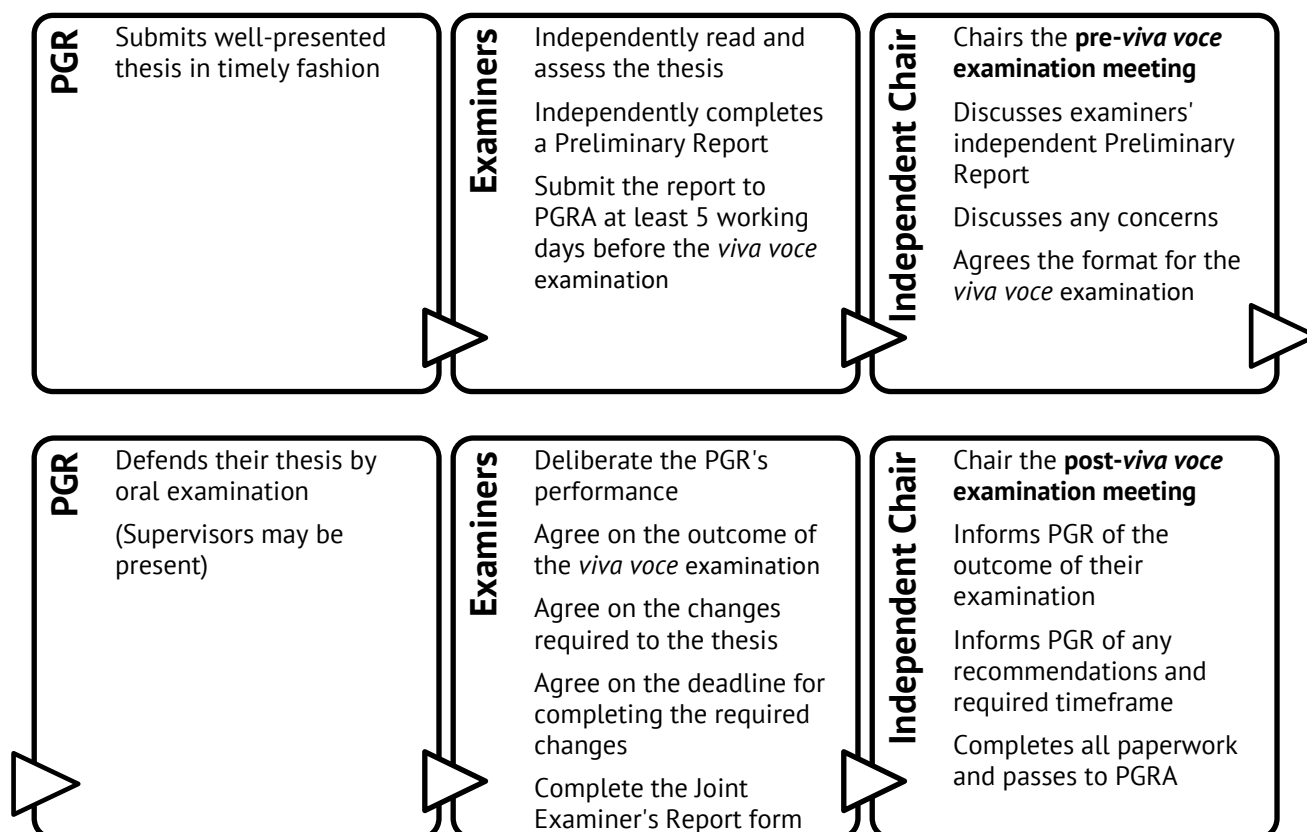 PGR
Submits well-presented
thesis in timely fashion
Examiners
Independently read and
assess the thesis
Independently completes
a Preliminary Report
Submit the report to
PGRA at least 5 working
days before the viva voce
examination
Independent Chair
Chairs the pre-viva voce
examination meeting
Discusses examiners'
independent Preliminary
Report
Discusses any concerns
Agrees the format for the
viva voce examination
PGR
Defends their thesis by
oral examination
(Supervisors may be
present)
Examiners
Deliberate the PGR's
performance
Agree on the outcome of
the viva voce examination
Agree on the changes
required to the thesis
Agree on the deadline for
completing the required
changes
Complete the Joint
Examiner's Report form
Independent Chair
Chair the post-viva voce
examination meeting
Informs PGR of the
outcome of their
examination
Informs PGR of any
recommendations and
required timeframe
Completes all paperwork
and passes to PGRA